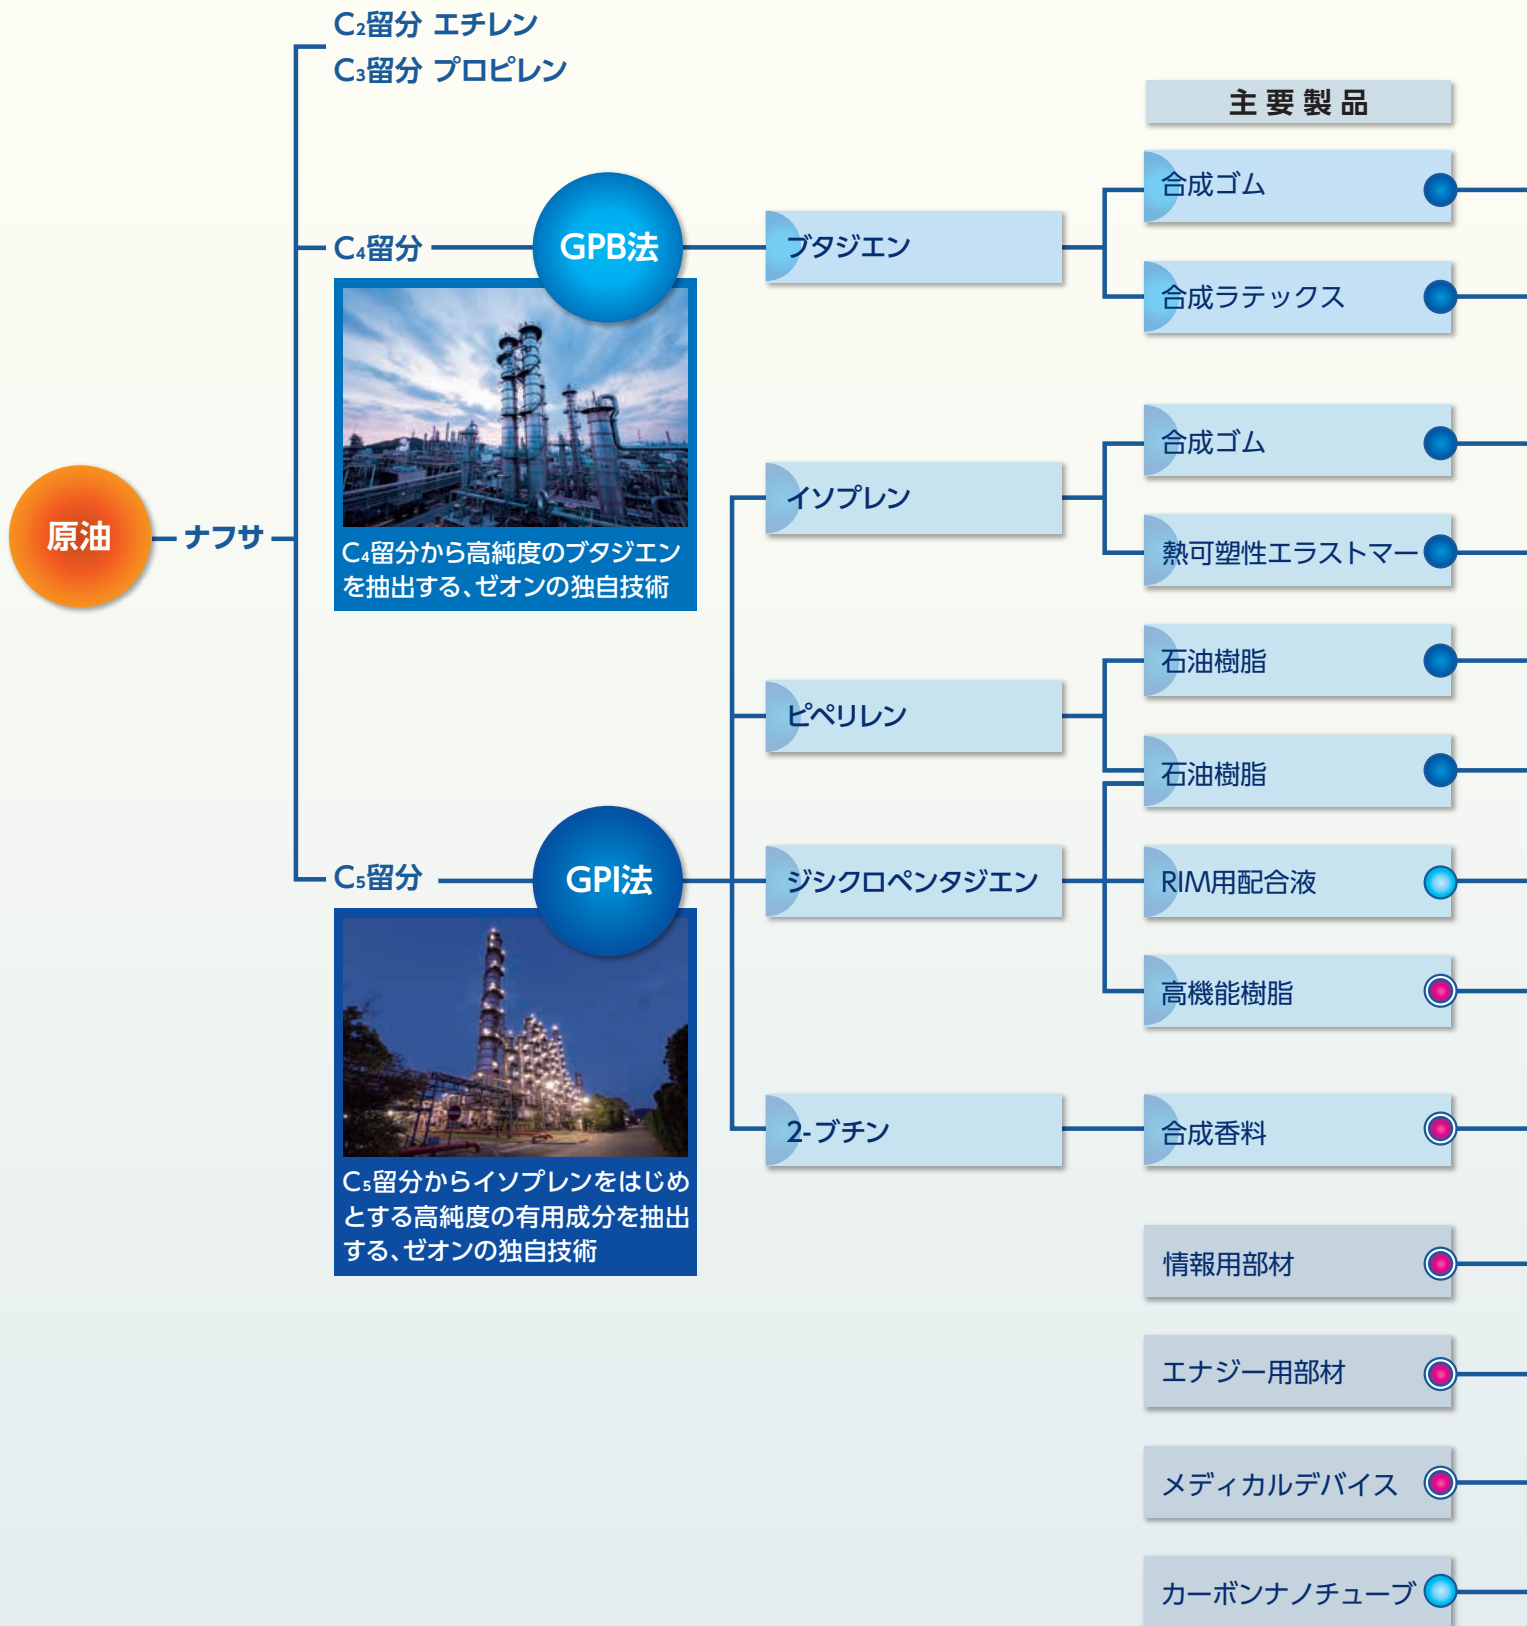 C₂留分 エチレン
C₃留分 プロピレン
主要製品
合成ゴム
C₄留分
GPB法
ブタジエン
合成ラテックス
合成ゴム
イソプレン
原油
ナフサ
C₄留分から高純度のブタジエン
を抽出する、ゼオンの独自技術
熱可塑性エラストマー
石油樹脂
ピペリレン
石油樹脂
C₅留分
GPI法
ジシクロペンタジエン
RIM用配合液
高機能樹脂
2-ブチン
合成香料
C₅留分からイソプレンをはじめ
とする高純度の有用成分を抽出
する、ゼオンの独自技術
情報用部材
エナジー用部材
メディカルデバイス
カーボンナノチューブ